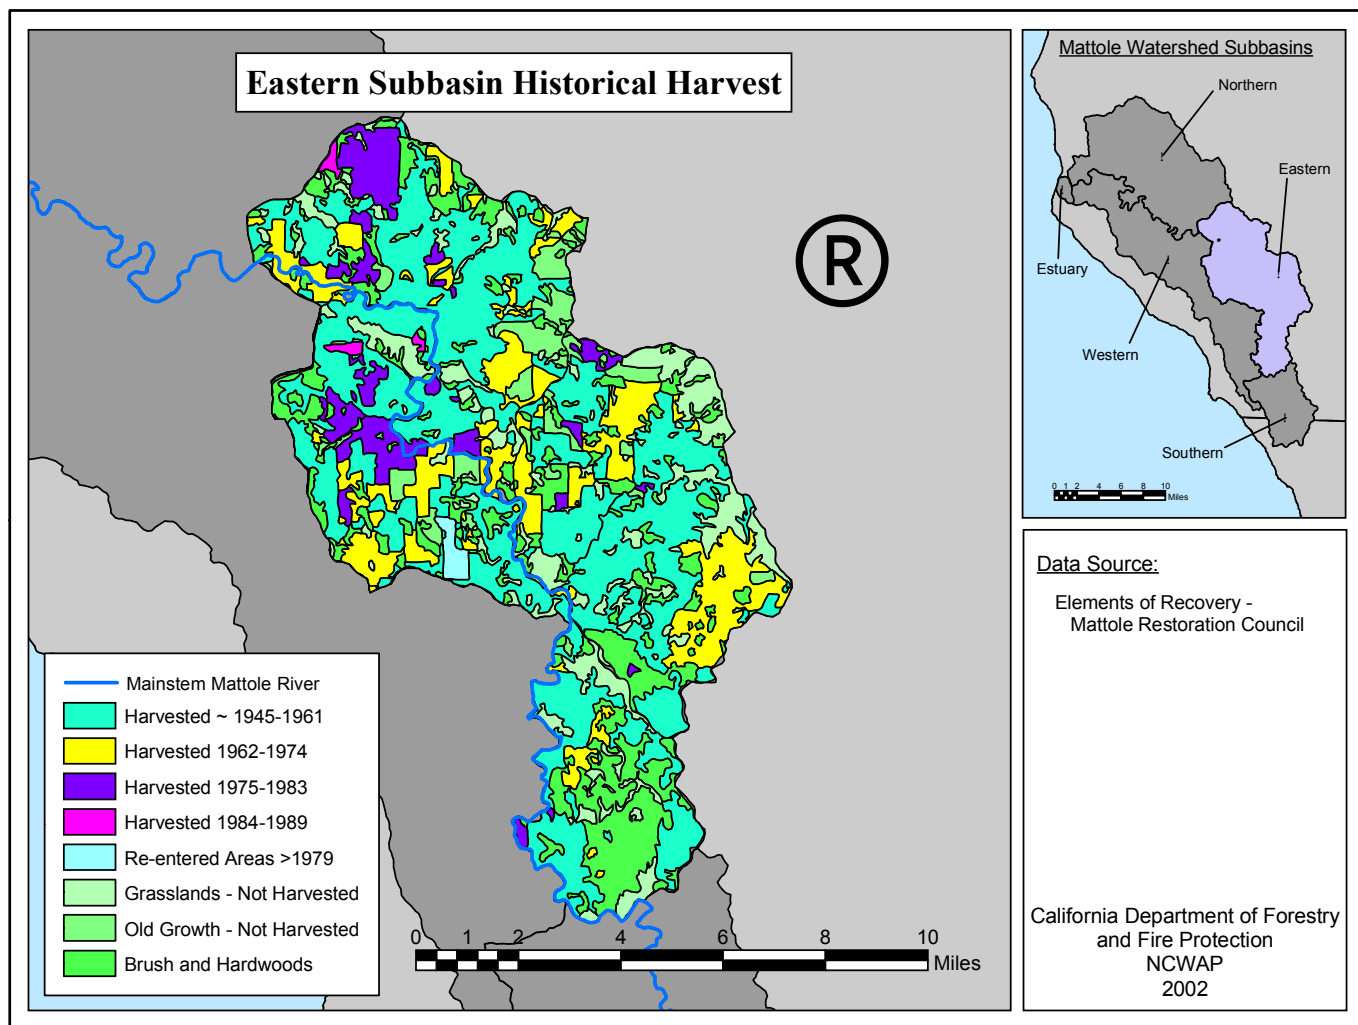 Eastern Subbasin Historical Harvest
®
Mainstem Mattole River
Harvested ~ 1945-1961
Harvested 1962-1974
Harvested 1975-1983
Harvested 1984-1989
Re-entered Areas >1979
Grasslands - Not Harvested
Old Growth - Not Harvested
Brush and Hardwoods
0 1 2 4 6 8 10
Miles
Mattole Watershed Subbasins
Northern
Eastern
Estuary
Western
Southern
0 1 2 4 6 8 10
Miles
Data Source:
Elements of Recovery -
Mattole Restoration Council
California Department of Forestry
and Fire Protection
NCWAP
2002